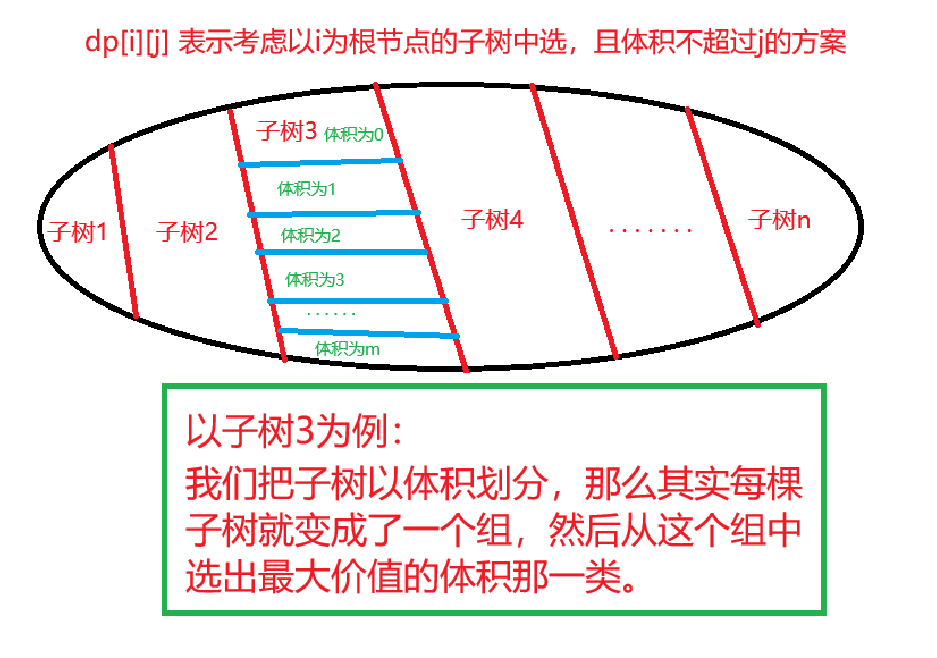 dp[i][j] 表示考虑以i为根节点的子树中选，且体积不超过j的方案
子树1
子树2
子树3 体积为0
体积为1
体积为2
体积为3
······
体积为m
子树4
·······
子树n
以子树3为例：
我们把子树以体积划分，那么其实每棵
子树就变成了一个组，然后从这个组中
选出最大价值的体积那一类。